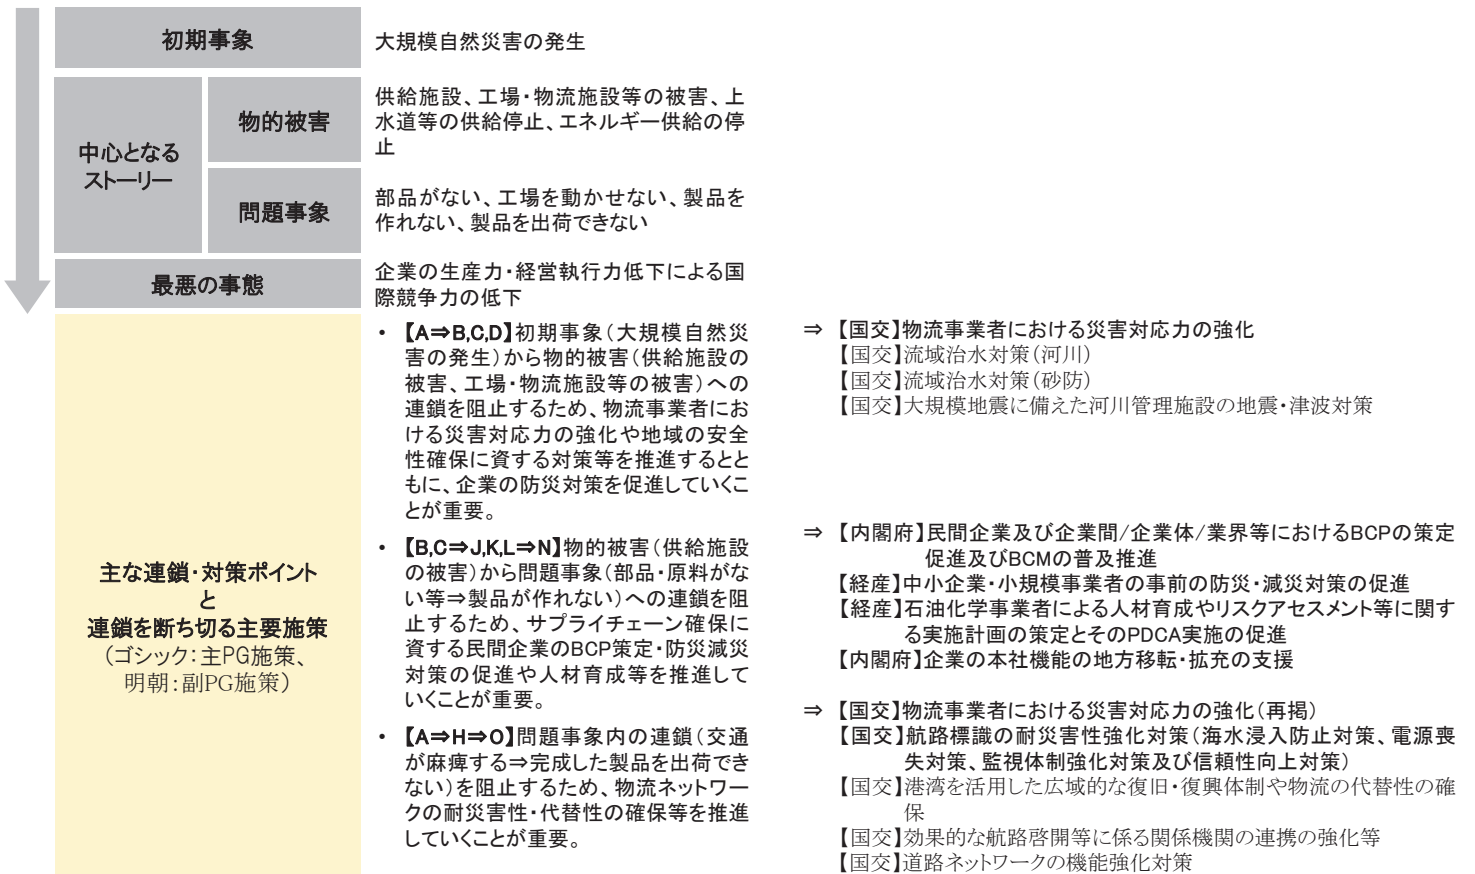 初期事象
大規模自然災害の発生
中心となる
ストーリー
物的被害
供給施設、工場・物流施設等の被害、上
水道等の供給停止、エネルギー供給の停
止
問題事象
部品がない、工場を動かせない、製品を
作れない、製品を出荷できない
最悪の事態
企業の生産力・経営執行力低下による国
際競争力の低下
主な連鎖・対策ポイント
と
連鎖を断ち切る主要施策
(ゴシック:主PG施策、
明朝:副PG施策)
・【A⇒B,C,D】初期事象(大規模自然災
害の発生)から物的被害(供給施設の
被害、工場・物流施設等の被害)への
連鎖を阻止するため、物流事業者にお
ける災害対応力の強化や地域の安全
性確保に資する対策等を推進するとと
もに、企業の防災対策を促進していくこ
とが重要。
・【B,C⇒J,K,L⇒N】物的被害(供給施設
の被害)から問題事象(部品・原料がな
い等⇒製品が作れない)への連鎖を阻
止するため、サプライチェーン確保に
資する民間企業のBCP策定・防災減災
対策の促進や人材育成等を推進して
いくことが重要。
・【A⇒H⇒O】問題事象内の連鎖(交通
が麻痺する⇒完成した製品を出荷でき
ない)を阻止するため、物流ネットワー
クの耐災害性・代替性の確保等を推進
していくことが重要。
⇒【国交】物流事業者における災害対応力の強化
【国交】流域治水対策(河川)
【国交】流域治水対策(砂防)
【国交】大規模地震に備えた河川管理施設の地震・津波対策
⇒【内閣府】民間企業及び企業間/企業体/業界等におけるBCPの策定
促進及びBCMの普及推進
【経産】中小企業・小規模事業者の事前の防災・減災対策の促進
【経産】石油化学事業者による人材育成やリスクアセスメント等に関す
る実施計画の策定とそのPDCA実施の促進
【内閣府】企業の本社機能の地方移転・拡充の支援
⇒【国交】物流事業者における災害対応力の強化(再掲)
【国交】航路標識の耐災害性強化対策(海水浸入防止対策、電源喪
失対策、監視体制強化対策及び信頼性向上対策)
【国交】港湾を活用した広域的な復旧・復興体制や物流の代替性の確
保
【国交】効果的な航路啓開等に係る関係機関の連携の強化等
【国交】道路ネットワークの機能強化対策